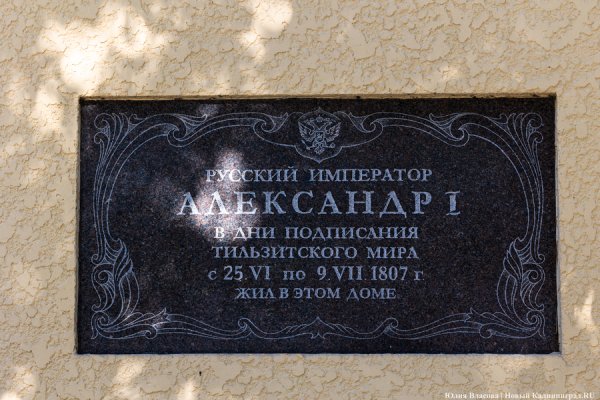 РУССКИЙ ИМПЕРАТОР
АЛЕКСАНДР I
В ДНИ ПОДПИСАНИЯ
ТИЛЬЗИТСКОГО МИРА
с 25 VI по 9 VII 1807 г
ЖИЛ В ЭТОМ ДОМЕ
Юлия Власова | Новый Калининград.RU